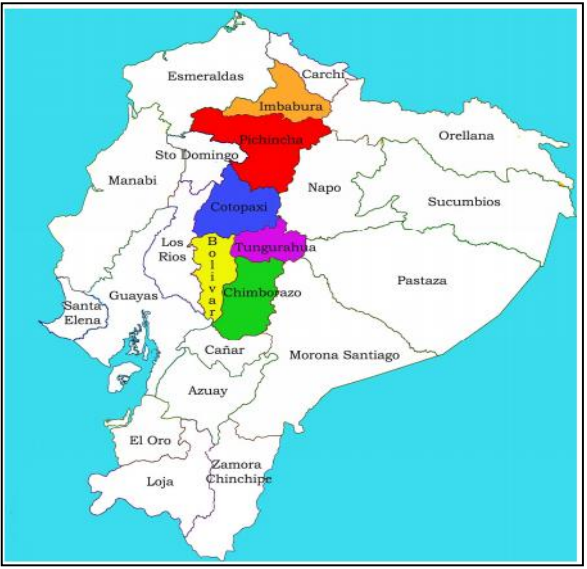 Esmeraldas
Carchi
Imbabura
Pichincha
Orellana
Sto Domingo
Manabi
Napo
Sucumbios
Cotopaxi
Los
Rios
Bolivar
Tungurahua
Pastaza
Guayas
Chimborazo
Santa
Elena
Cañar
Morona Santiago
Azuay
El Oro
Zamora
Chinchipe
Loja